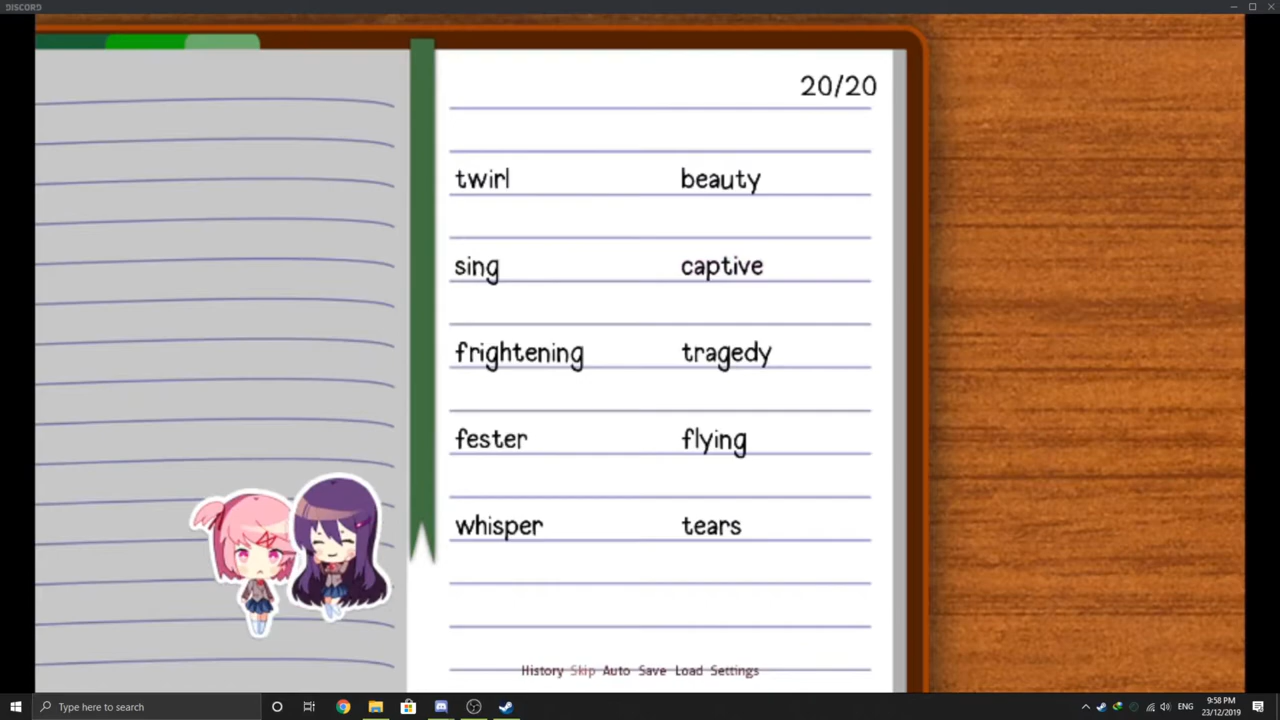 DISCORD
20/20
twirl beauty
sing captive
frightening tragedy
fester flying
whisper tears
History Skip Auto Save Load Settings
Type here to search
ENG
9:58 PM
23/12/2019